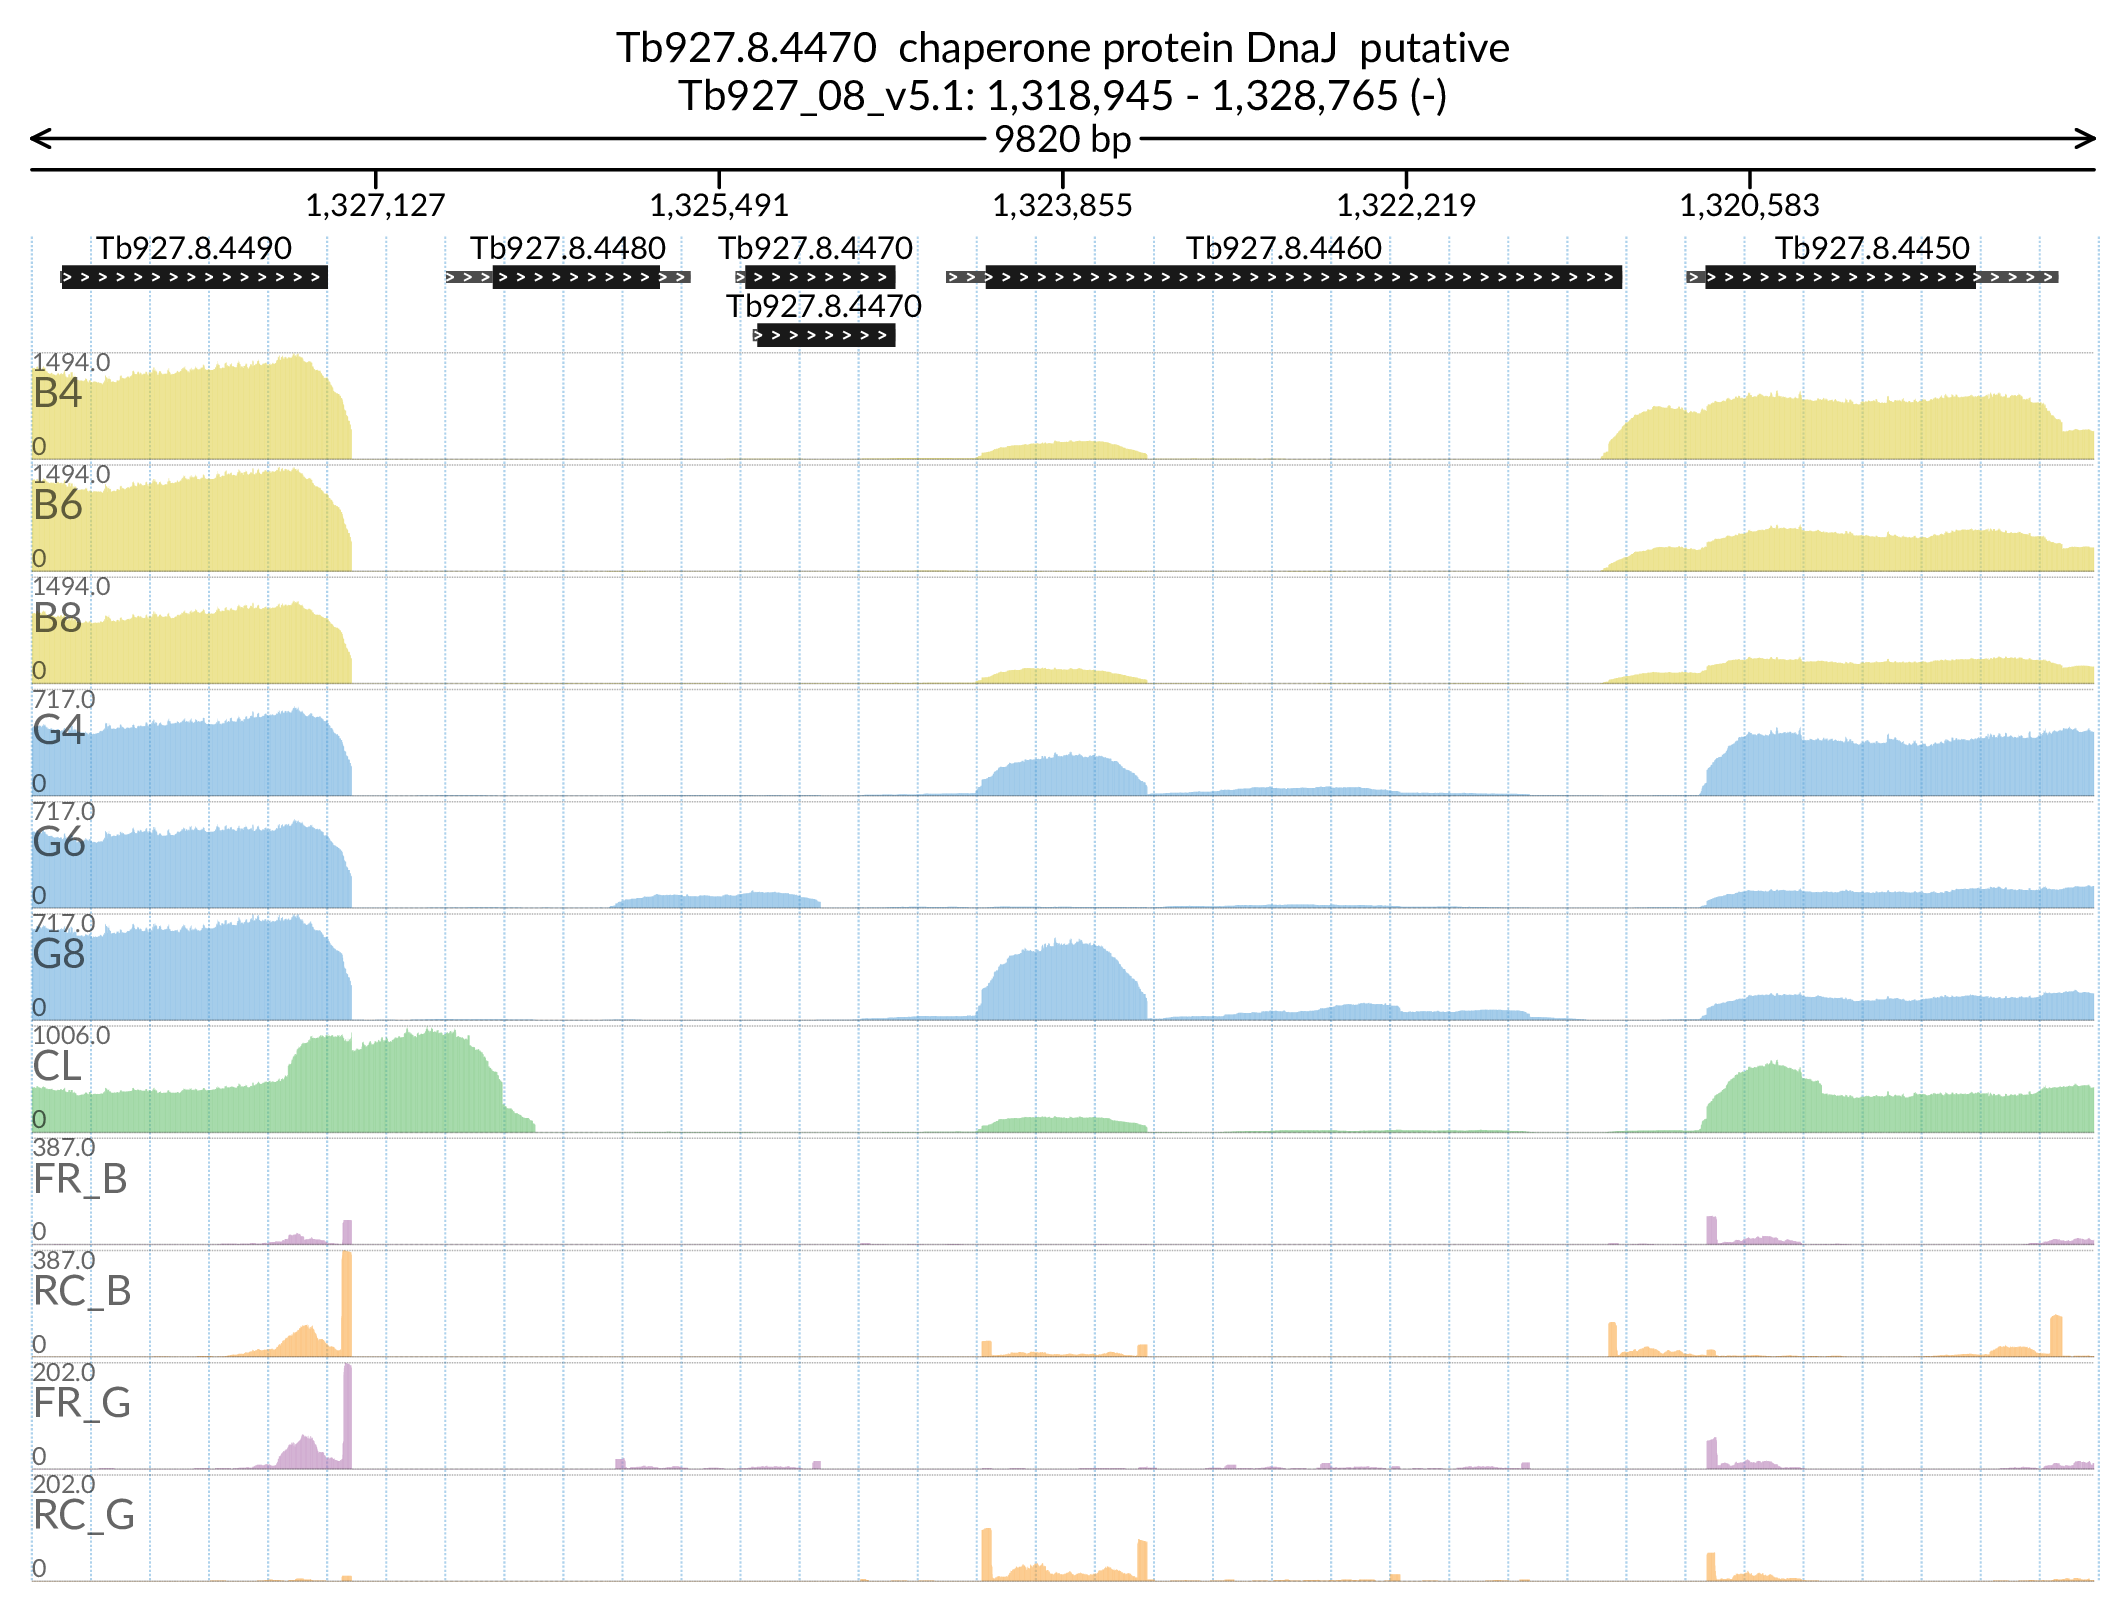 Tb927.8.4470  chaperone protein DnaJ  putative
Tb927_08_v5.1: 1,318,945 - 1,328,765 (-)
9820 bp
1,327,127 1,325,491 1,323,855 1,322,219 1,320,583
Tb927.8.4490 Tb927.8.4480 Tb927.8.4470 Tb927.8.4460 Tb927.8.4450
Tb927.8.4470
1494.0
B4
0
1494.0
B6
0
1494.0
B8
0
717.0
G4
0
717.0
G6
0
717.0
G8
0
1006.0
CL
0
387.0
FR_B
0
387.0
RC_B
0
202.0
FR_G
0
202.0
RC_G
0